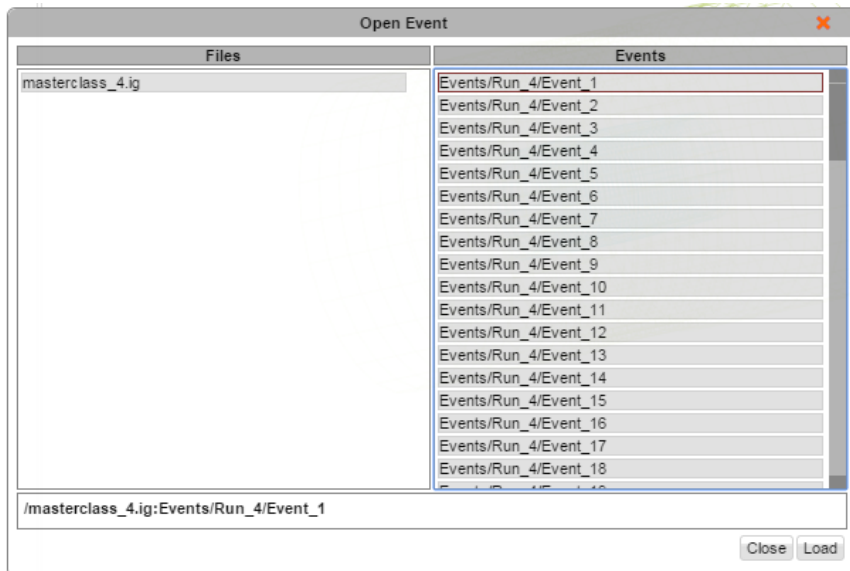 Open Event
Files
Events
masterclass_4.ig
Events/Run_4/Event_1
Events/Run_4/Event_2
Events/Run_4/Event_3
Events/Run_4/Event_4
Events/Run_4/Event_5
Events/Run_4/Event_6
Events/Run_4/Event_7
Events/Run_4/Event_8
Events/Run_4/Event_9
Events/Run_4/Event_10
Events/Run_4/Event_11
Events/Run_4/Event_12
Events/Run_4/Event_13
Events/Run_4/Event_14
Events/Run_4/Event_15
Events/Run_4/Event_16
Events/Run_4/Event_17
Events/Run_4/Event_18
/masterclass_4.ig:Events/Run_4/Event_1
Close Load